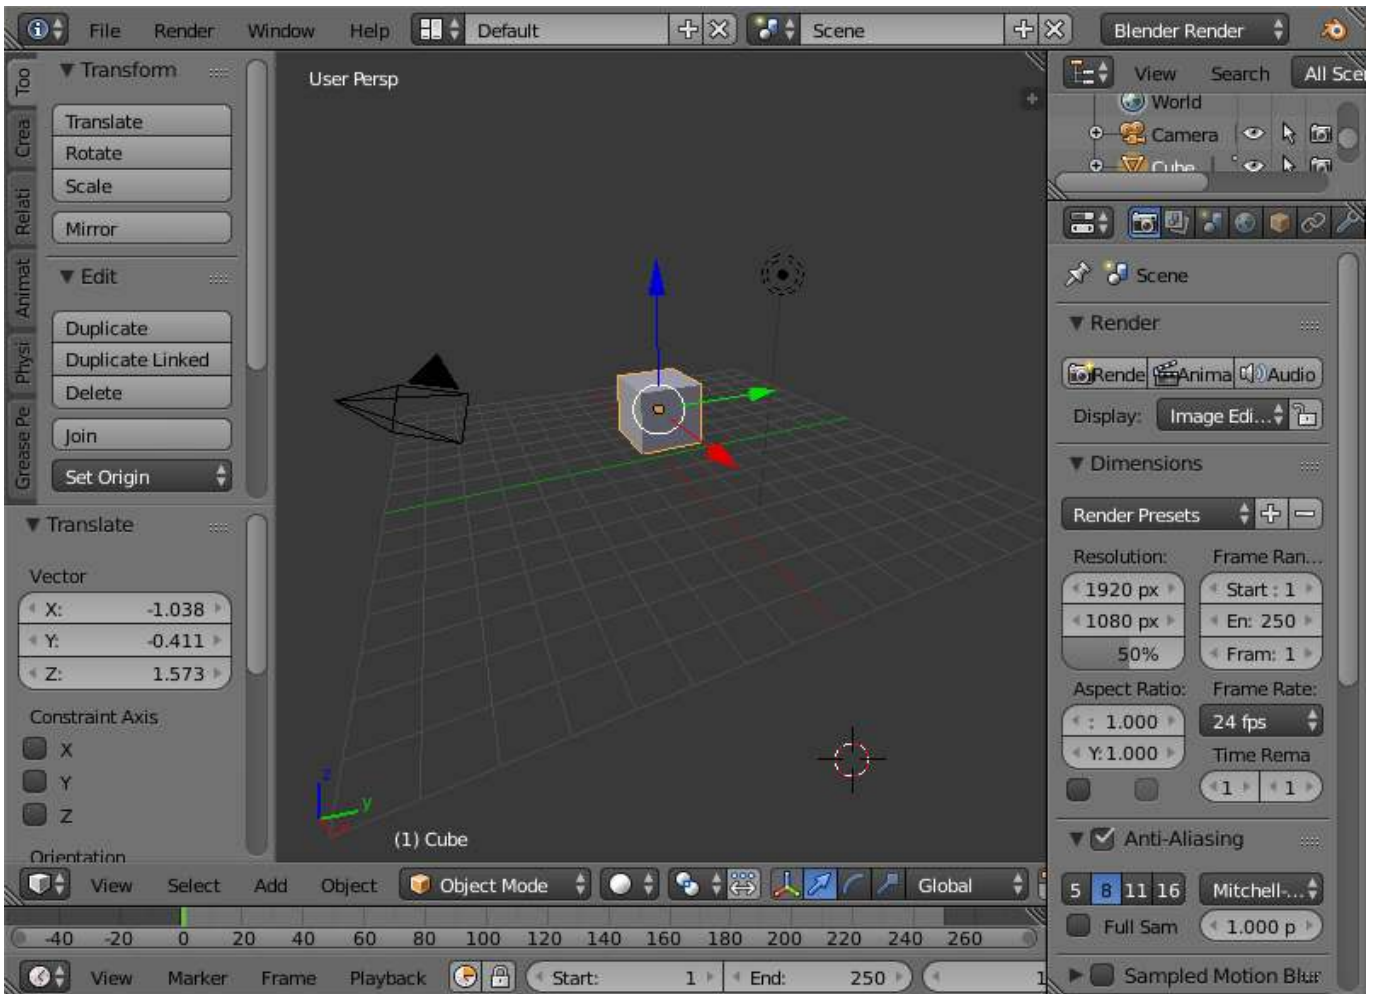 File Render Window Help Default Scene Blender Render
Too
Crea
Relati
Animat
Physi
Grease Pe
Transform
Translate
Rotate
Scale
Mirror
Edit
Duplicate
Duplicate Linked
Delete
Join
Set Origin
Translate
Vector
X: -1.038
Y: -0.411
Z: 1.573
Constraint Axis
X
Y
Z
Orientation
User Persp
z
y
(1) Cube
View Select Add Object Object Mode Global
-40 -20 0 20 40 60 80 100 120 140 160 180 200 220 240 260
View Marker Frame Playback Start: 1 End: 250 1
View Search All Sce
World
Camera
Cube
Scene
Render
Rende Anima Audio
Display: Image Edi...
Dimensions
Render Presets
Resolution: Frame Ran...
1920 px Start : 1
1080 px En: 250
50% Fram: 1
Aspect Ratio: Frame Rate:
: 1.000 24 fps
Y: 1.000 Time Rema
1 1
Anti-Aliasing
5 8 11 16 Mitchell-...
Full Sam 1.000 p
Sampled Motion Blur